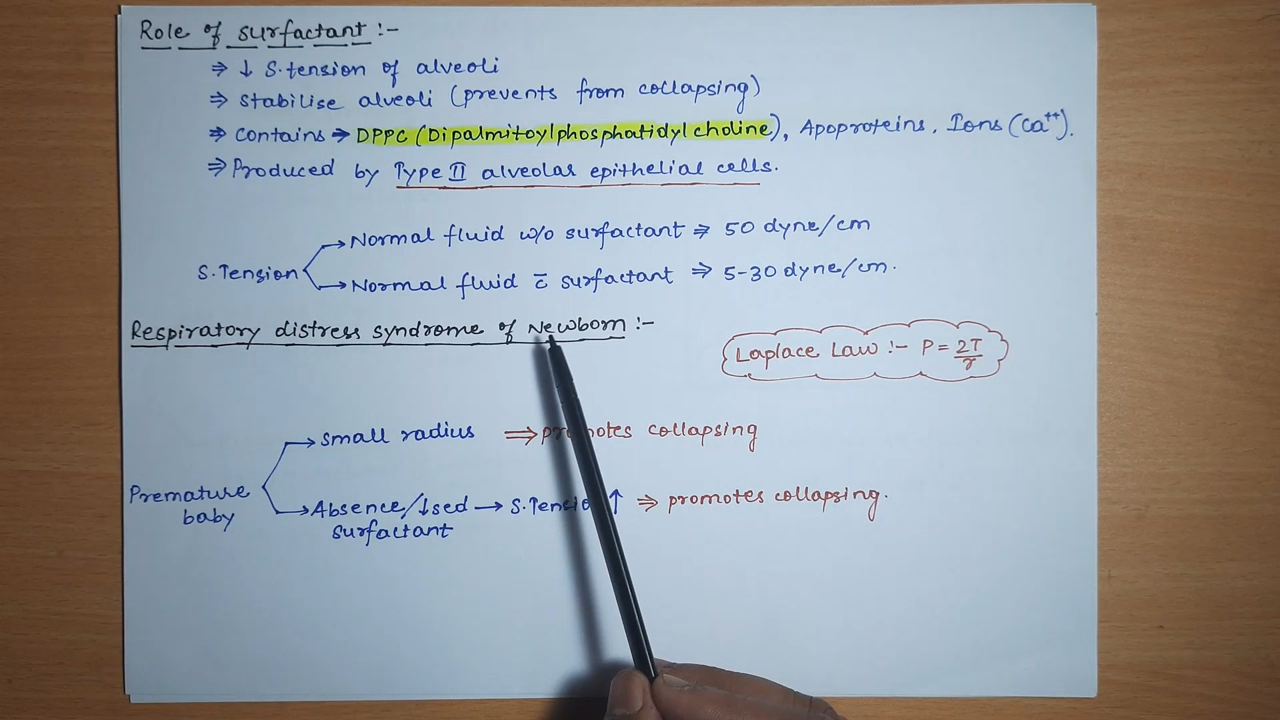 Role of surfactant :-
⇒ ↓ S.tension of alveoli
⇒ Stabilise alveoli (prevents from collapsing)
⇒ contains → DPPC (Dipalmitoylphosphatidylcholine), Apoproteins, Ions (Ca⁺⁺).
⇒ Produced by Type II alveolar epithelial cells.
S.Tension
→ Normal fluid w/o surfactant ⇒ 50 dyne/cm
→ Normal fluid c̄ surfactant ⇒ 5-30 dyne/cm.
Respiratory distress syndrome of Newborn :-
Laplace Law :- P = 2T/r
Premature baby
→ Small radius ⇒ promotes collapsing
→ Absence/↓sed surfactant → S.Tension ↑ ⇒ promotes collapsing.